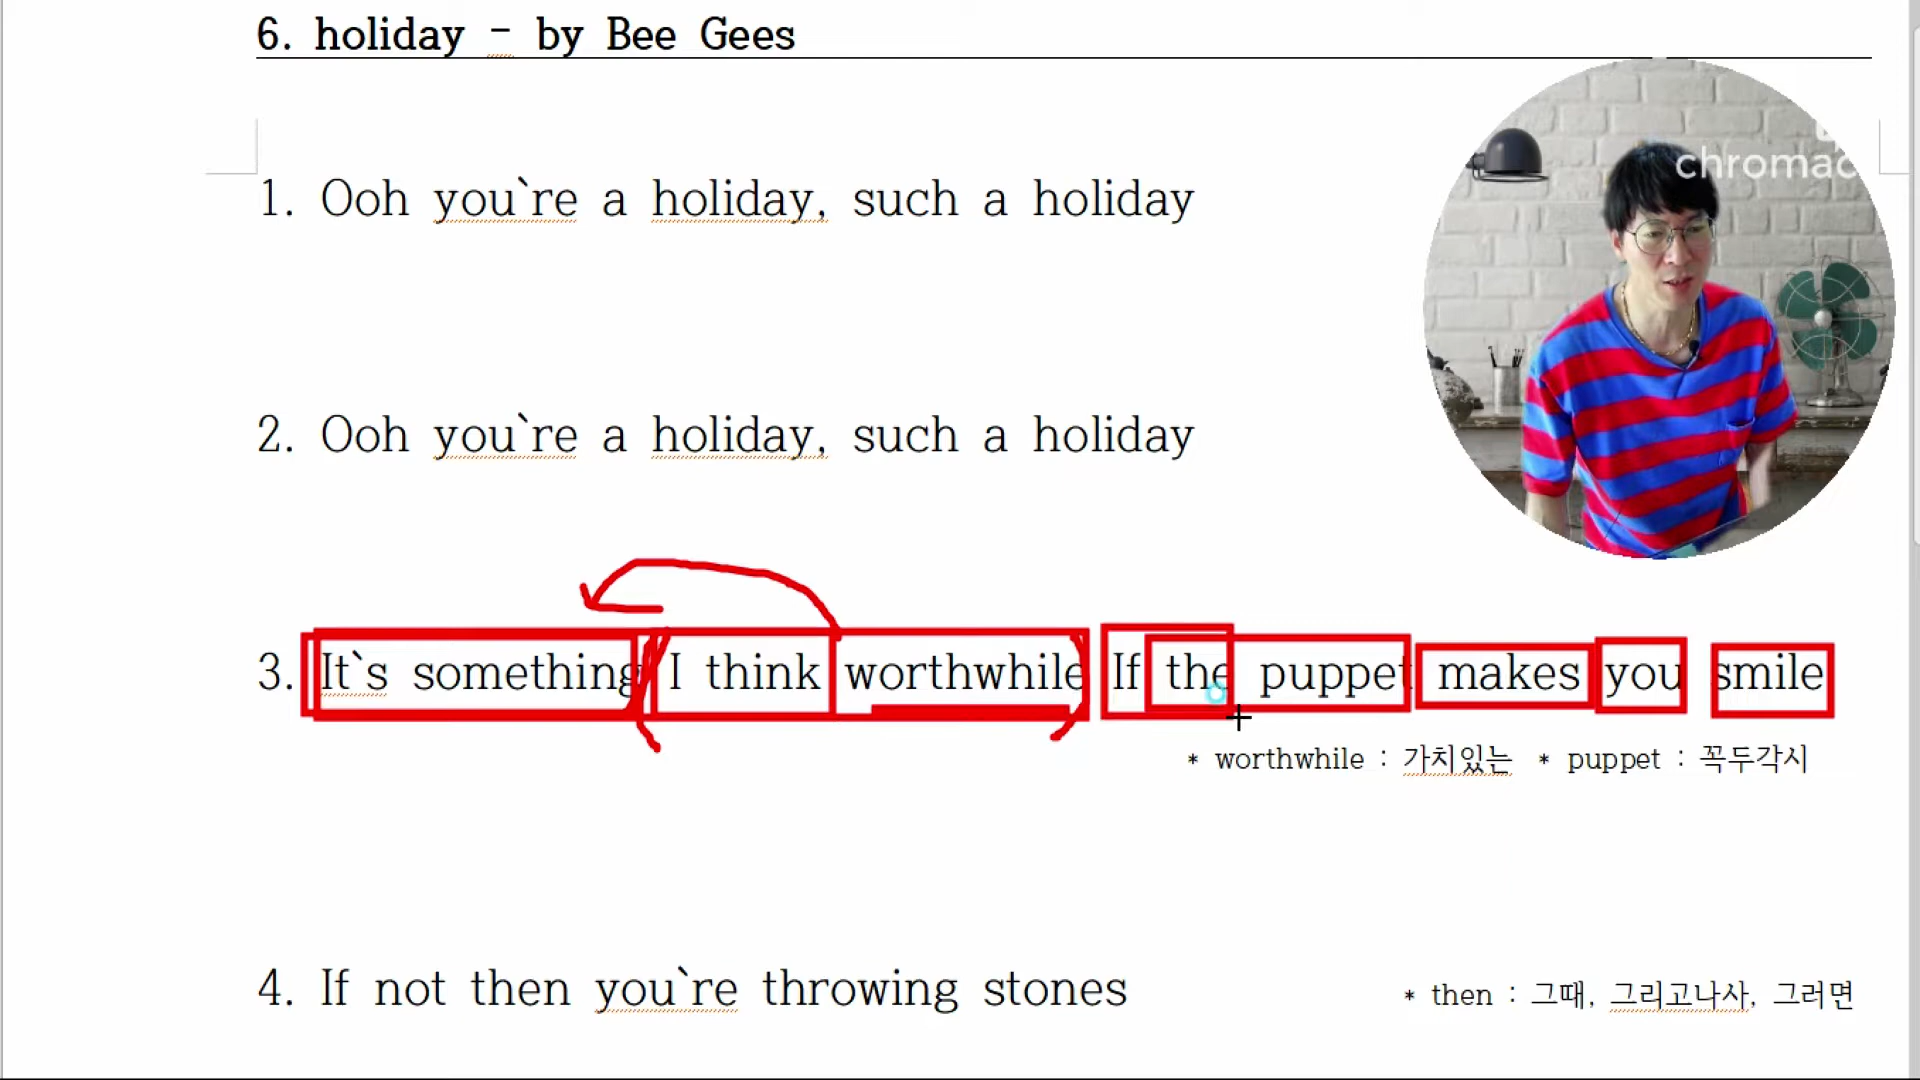 6. holiday - by Bee Gees
chromac
1. Ooh you`re a holiday, such a holiday
2. Ooh you`re a holiday, such a holiday
3. It`s something I think worthwhile If the puppet makes you smile
* worthwhile : 가치있는 * puppet : 꼭두각시
4. If not then you`re throwing stones * then : 그때, 그리고나사, 그러면